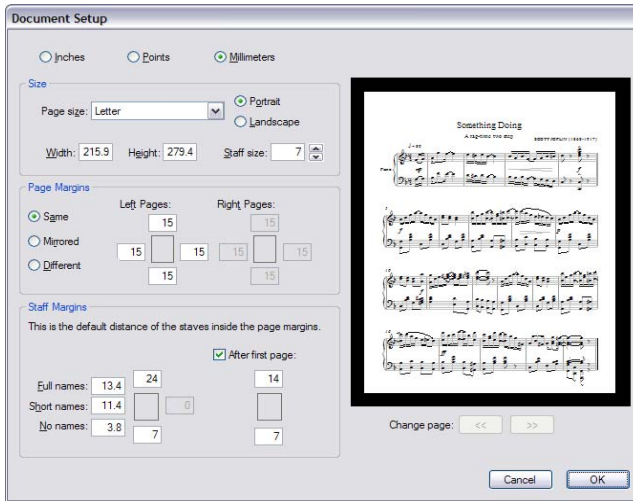 Document Setup
Inches Points Millimeters
Size
Page size: Letter
Portrait
Landscape
Width: 215.9 Height: 279.4 Staff size: 7
Page Margins
Left Pages: Right Pages:
Same
Mirrored
Different
15 15
15 15 15 15
15 15
Staff Margins
This is the default distance of the staves inside the page margins.
After first page:
Full names: 13.4 24 14
Short names: 11.4 0
No names: 3.8 7 7
Something Doing
A rag-time two step
Change page: << >>
Cancel OK